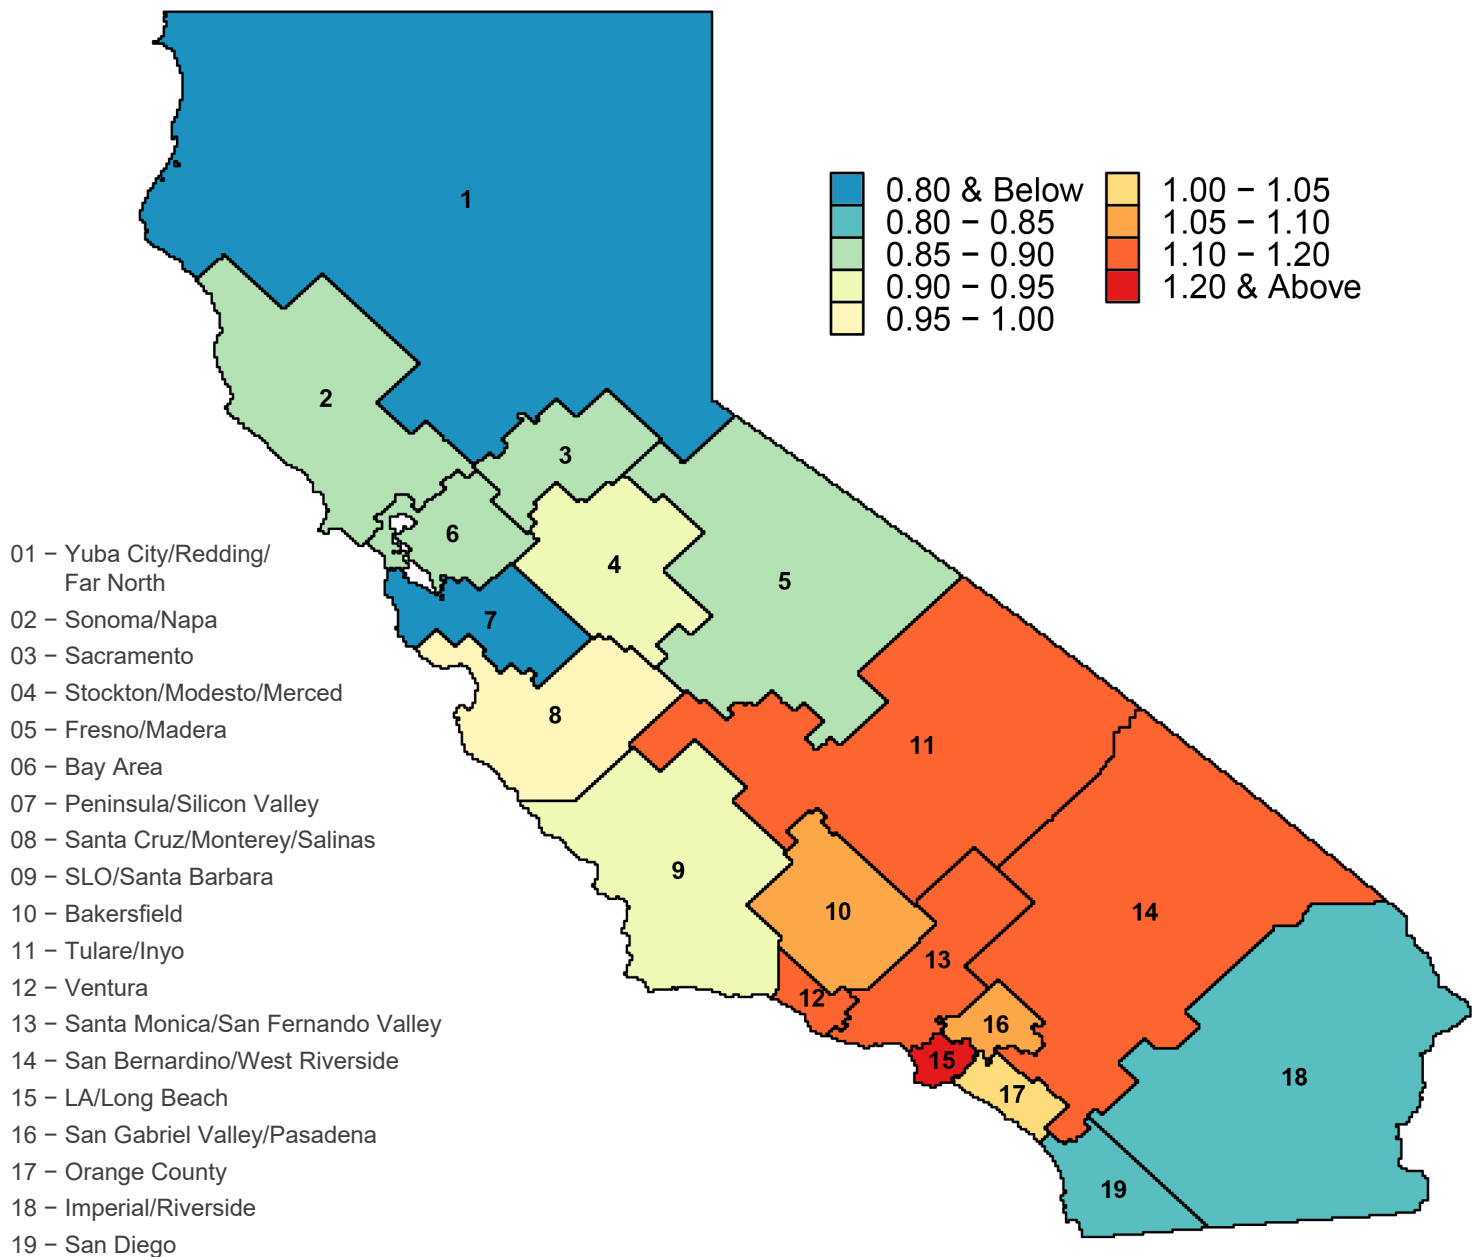 1
0.80 & Below
0.80 − 0.85
0.85 − 0.90
0.90 − 0.95
0.95 − 1.00
1.00 − 1.05
1.05 − 1.10
1.10 − 1.20
1.20 & Above
2
3
6
4
5
7
8
11
9
10
14
13
12
16
15
17
18
19
01 − Yuba City/Redding/
Far North
02 − Sonoma/Napa
03 − Sacramento
04 − Stockton/Modesto/Merced
05 − Fresno/Madera
06 − Bay Area
07 − Peninsula/Silicon Valley
08 − Santa Cruz/Monterey/Salinas
09 − SLO/Santa Barbara
10 − Bakersfield
11 − Tulare/Inyo
12 − Ventura
13 − Santa Monica/San Fernando Valley
14 − San Bernardino/West Riverside
15 − LA/Long Beach
16 − San Gabriel Valley/Pasadena
17 − Orange County
18 − Imperial/Riverside
19 − San Diego